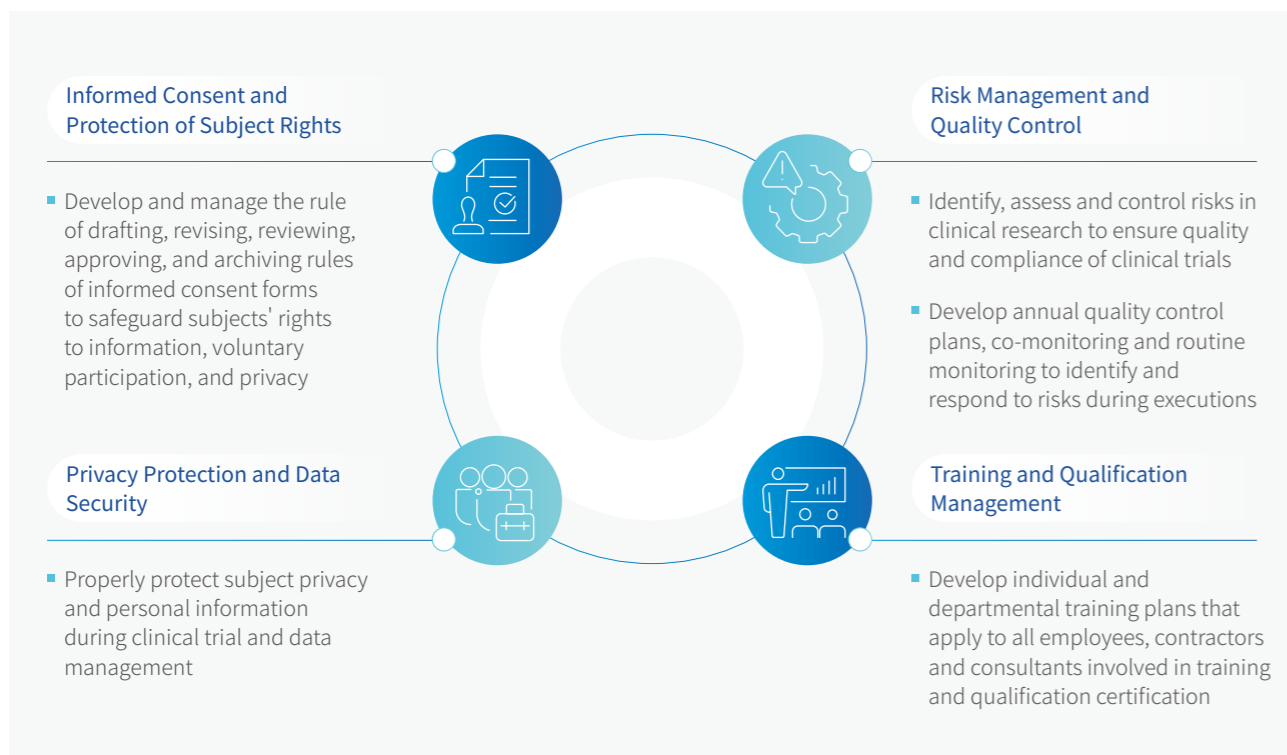 Informed Consent and
Protection of Subject Rights
▪ Develop and manage the rule
of drafting, revising, reviewing,
approving, and archiving rules
of informed consent forms
to safeguard subjects' rights
to information, voluntary
participation, and privacy
Risk Management and
Quality Control
▪ Identify, assess and control risks in
clinical research to ensure quality
and compliance of clinical trials
▪ Develop annual quality control
plans, co-monitoring and routine
monitoring to identify and
respond to risks during executions
Privacy Protection and Data
Security
▪ Properly protect subject privacy
and personal information
during clinical trial and data
management
Training and Qualification
Management
▪ Develop individual and
departmental training plans that
apply to all employees, contractors
and consultants involved in training
and qualification certification